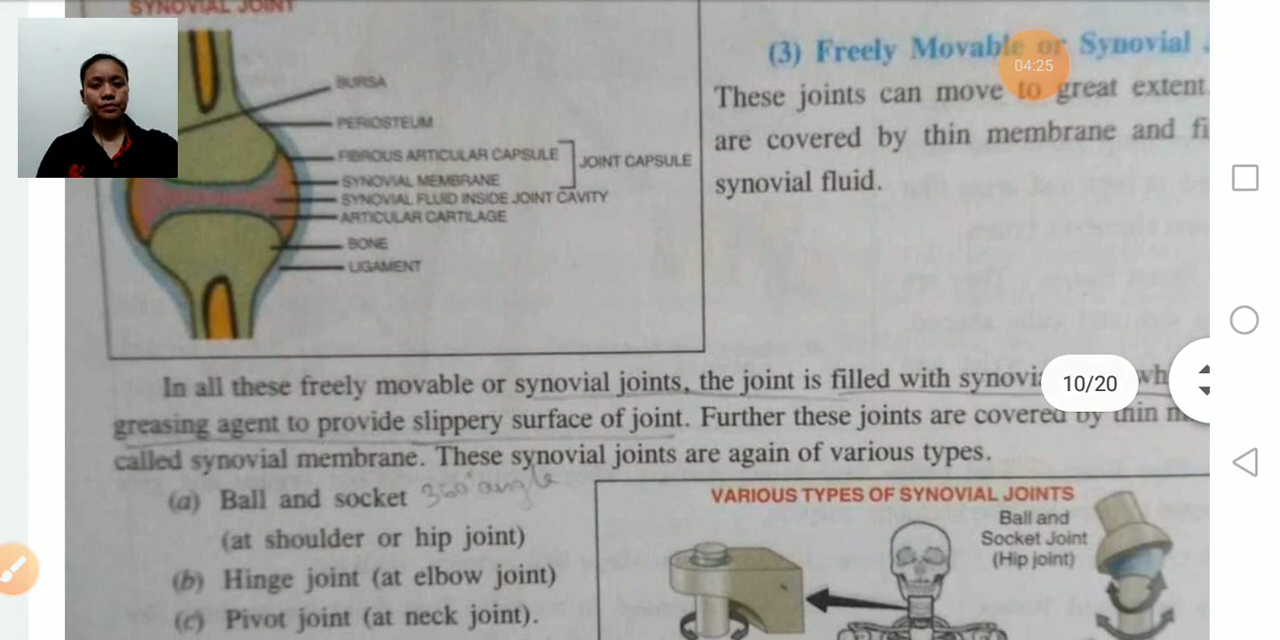 SYNOVIAL JOINT
BURSA
PERIOSTEUM
FIBROUS ARTICULAR CAPSULE
JOINT CAPSULE
SYNOVIAL MEMBRANE
SYNOVIAL FLUID INSIDE JOINT CAVITY
ARTICULAR CARTILAGE
BONE
LIGAMENT
(3) Freely Movable or Synovial
04:25
These joints can move to great extent
are covered by thin membrane and
synovial fluid.
In all these freely movable or synovial joints, the joint is filled with
10/20
greasing agent to provide slippery surface of joint. Further these joints are covered by thin
called synovial membrane. These synovial joints are again of various types.
(a) Ball and socket 360° angle
(at shoulder or hip joint)
(b) Hinge joint (at elbow joint)
(c) Pivot joint (at neck joint).
VARIOUS TYPES OF SYNOVIAL JOINTS
Ball and
Socket Joint
(Hip joint)